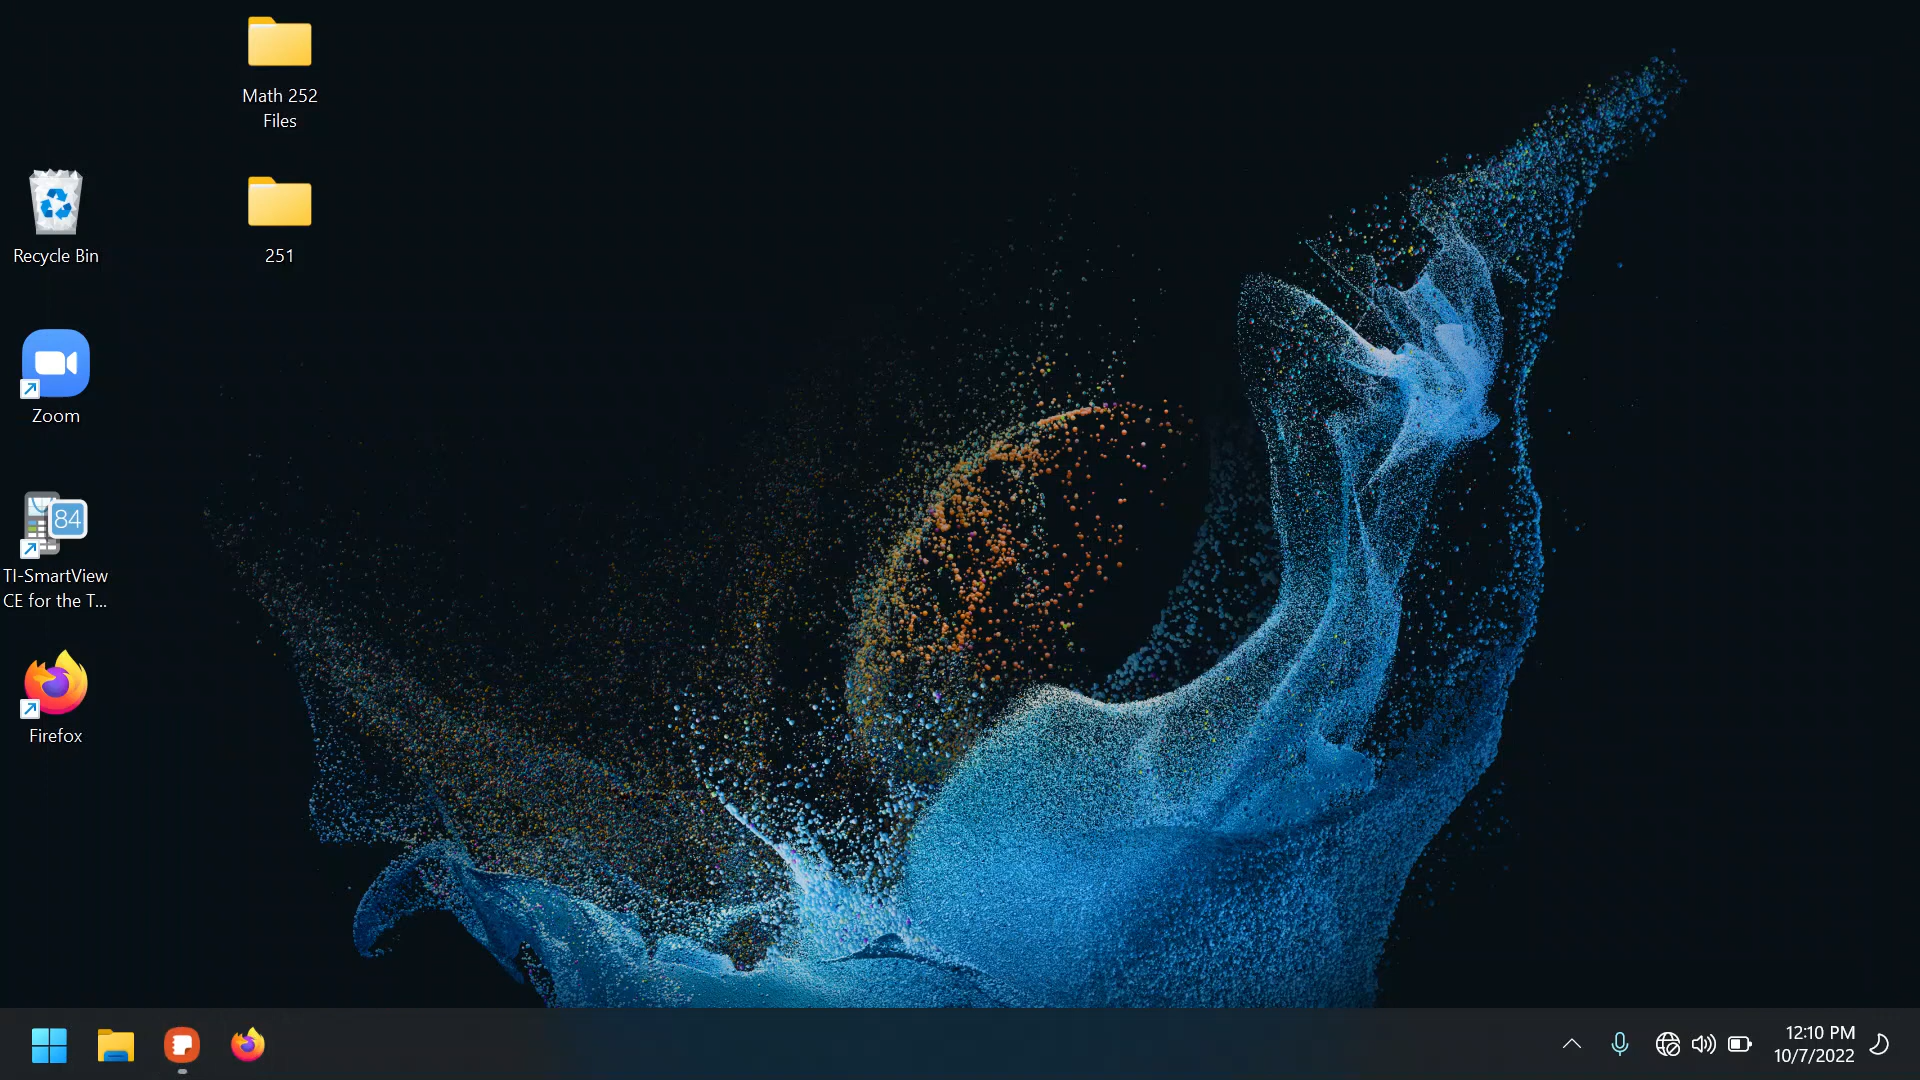 Math 252
Files
Recycle Bin
251
Zoom
84
TI-SmartView
CE for the T...
Firefox
12:10 PM
10/7/2022